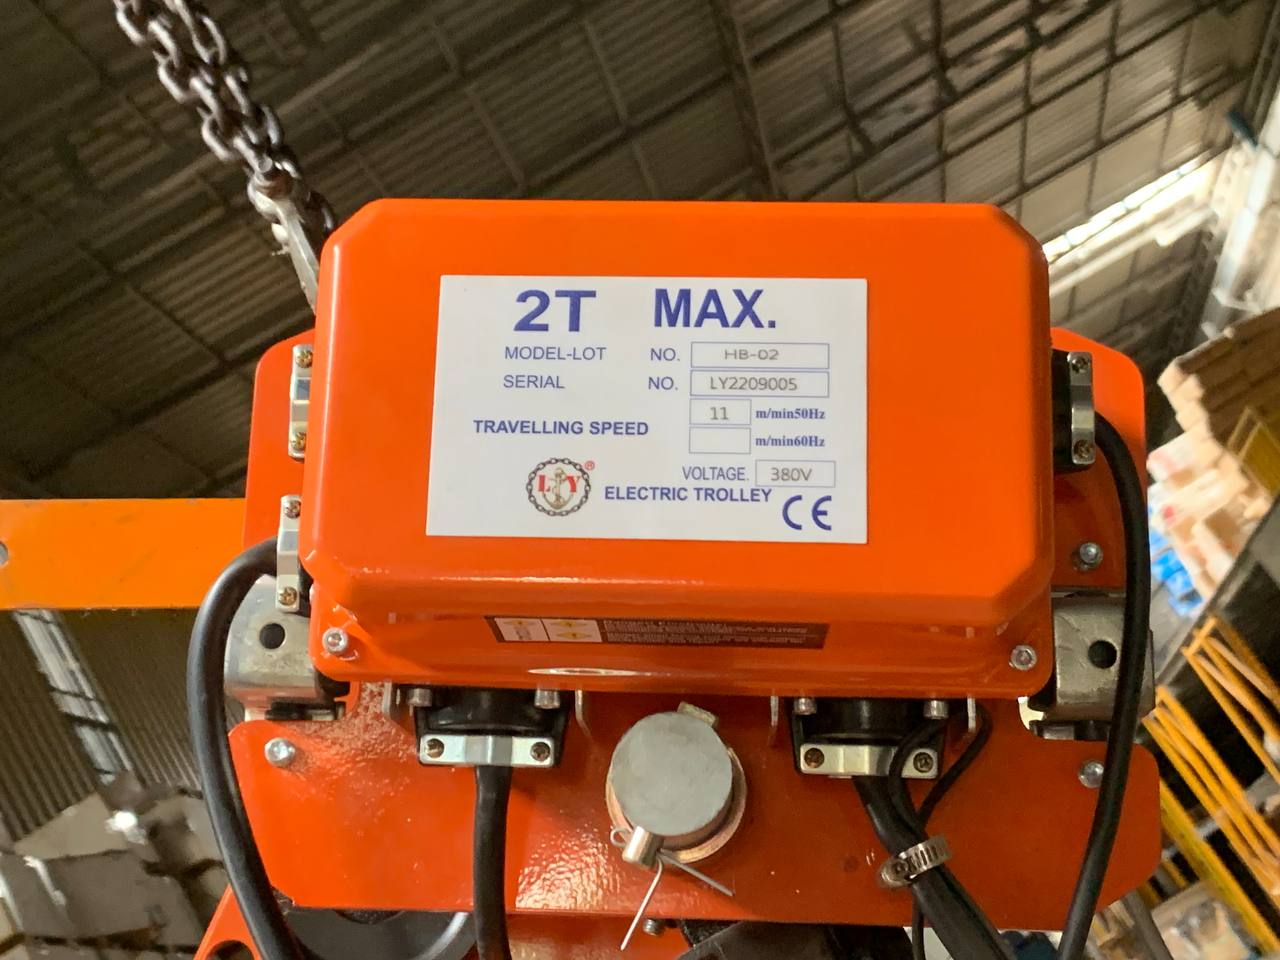 2T MAX.
MODEL-LOT NO. HB-02
SERIAL NO. LY2209005
11 m/min50Hz
TRAVELLING SPEED
m/min60Hz
VOLTAGE. 380V
LY® ELECTRIC TROLLEY CE